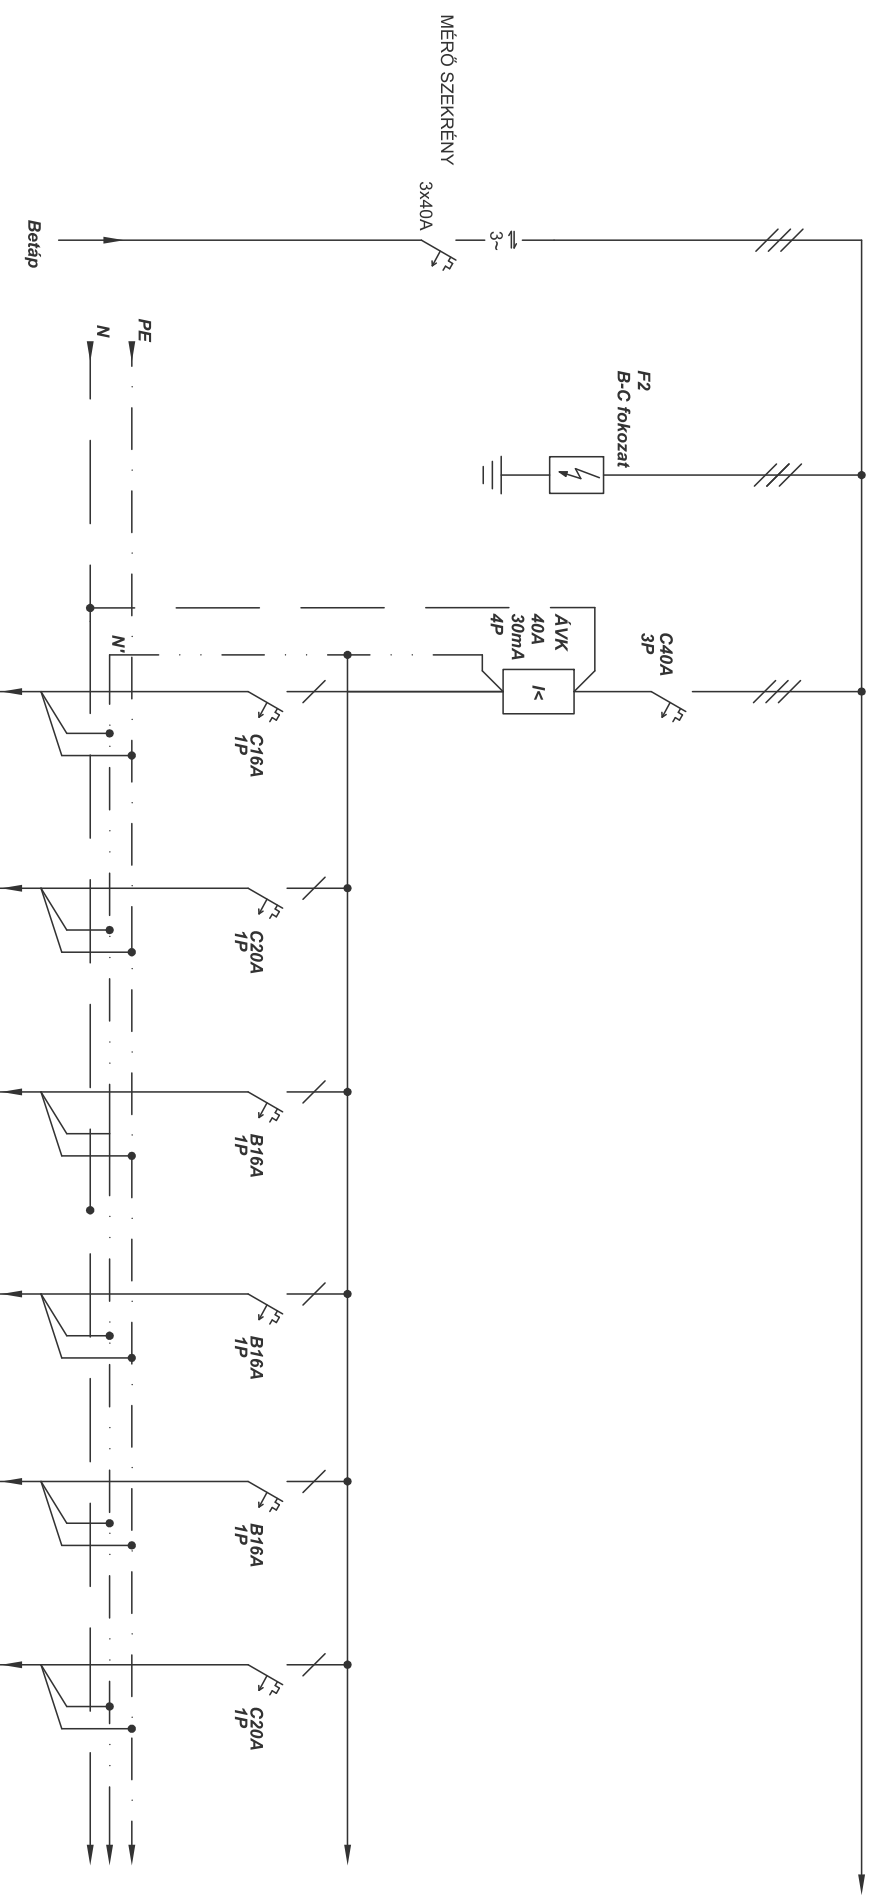 MÉRŐ SZEKRÉNY
3x40A
3~
Betáp
PE
N
F2
B-C fokozat
ÁVK
40A
30mA
4P
I<
C40A
3P
N'
C16A
1P
C20A
1P
B16A
1P
B16A
1P
B16A
1P
C20A
1P